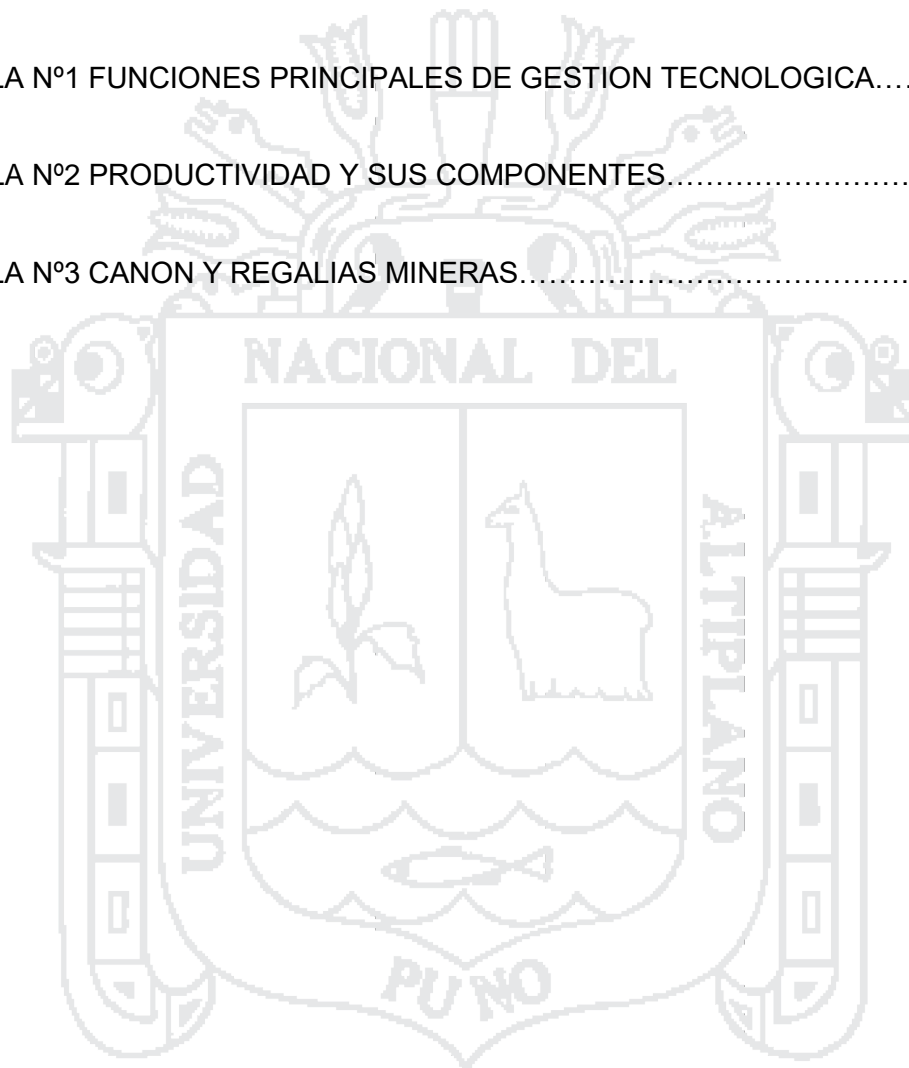 LA Nº1 FUNCIONES PRINCIPALES DE GESTION TECNOLOGICA…..
LA Nº2 PRODUCTIVIDAD Y SUS COMPONENTES……………………..
LA Nº3 CANON Y REGALIAS MINERAS…………………………………..
NACIONAL DEL
UNIVERSIDAD
ALTIPLANO
PUNO